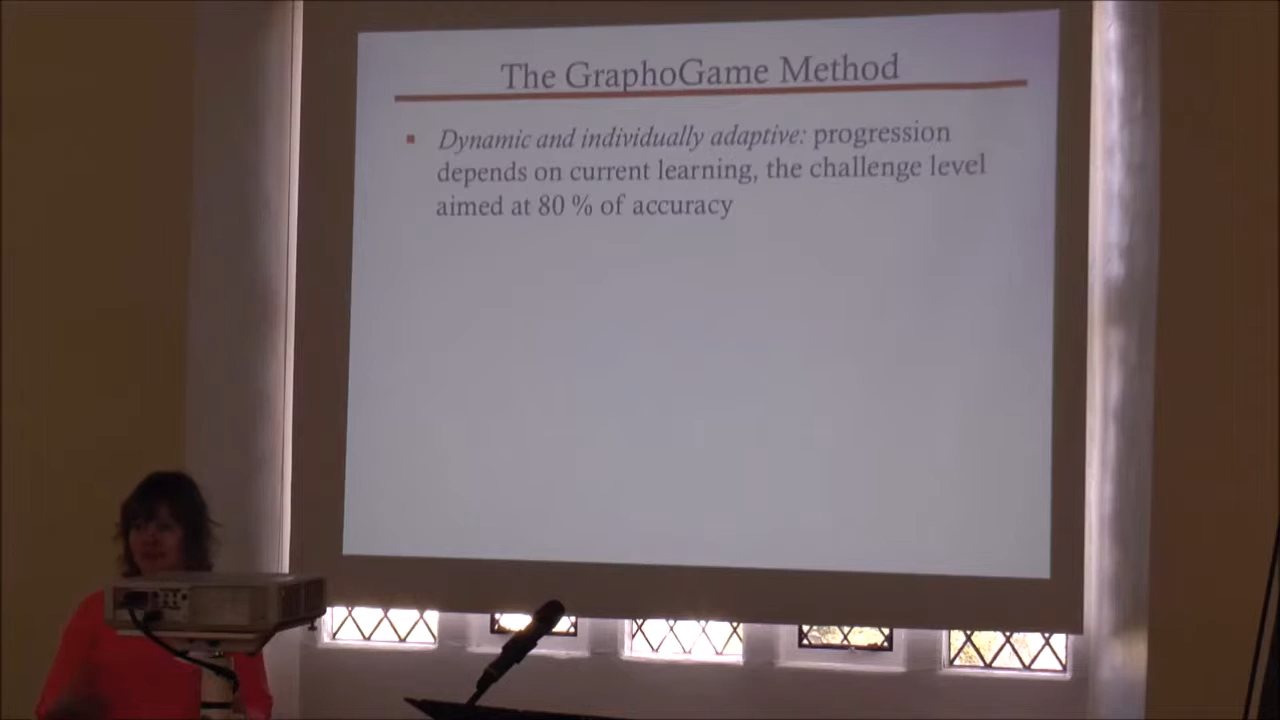 The GraphoGame Method
Dynamic and individually adaptive: progression
depends on current learning, the challenge level
aimed at 80 % of accuracy